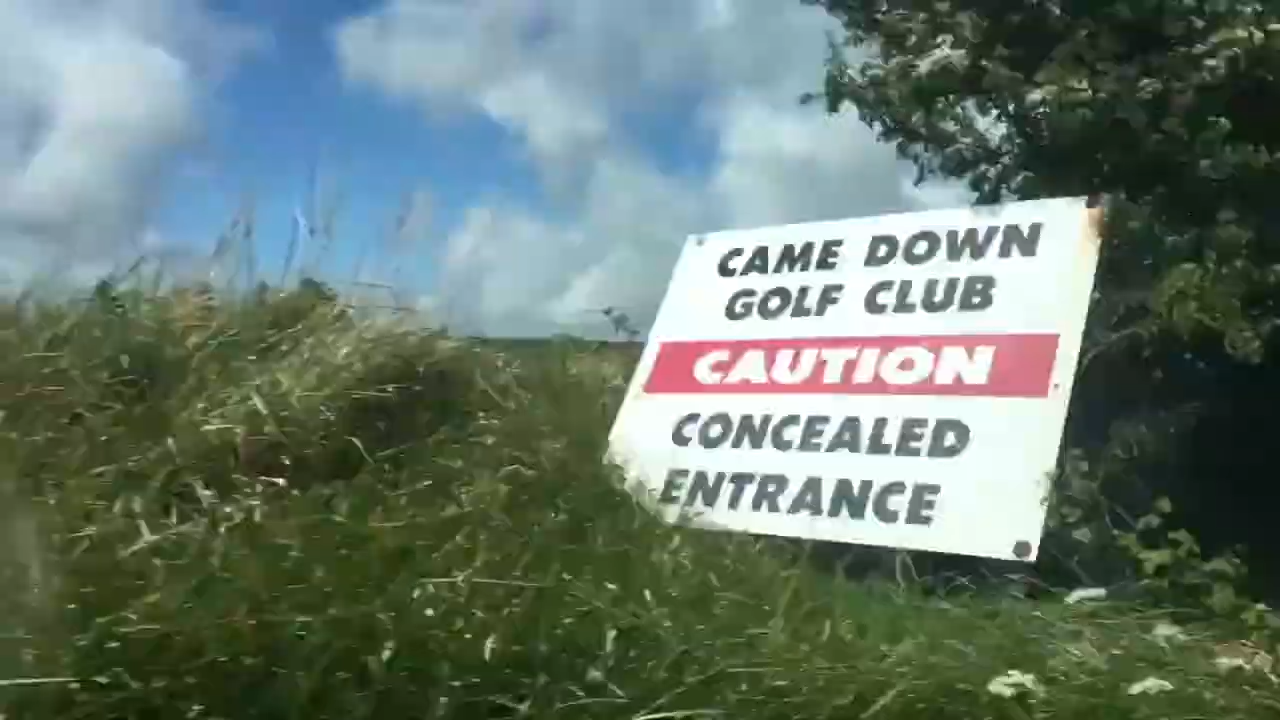 CAME DOWN
GOLF CLUB
CAUTION
CONCEALED
ENTRANCE